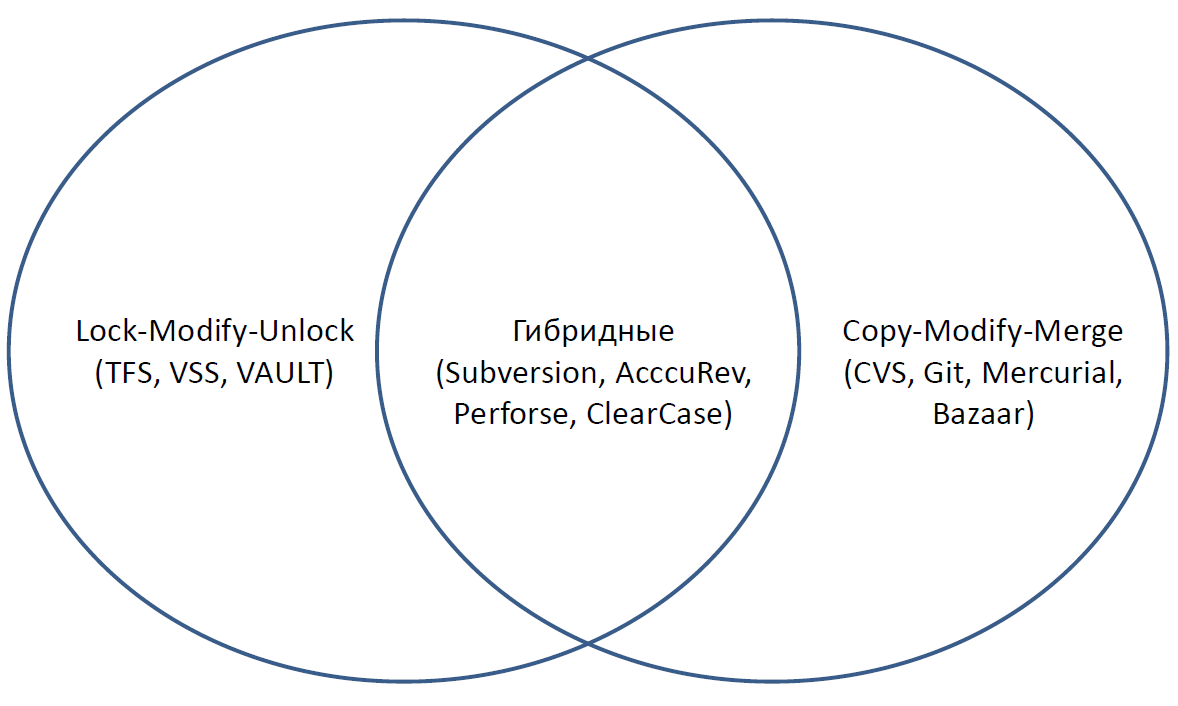 Lock-Modify-Unlock
(TFS, VSS, VAULT)
Гибридные
(Subversion, AcccuRev,
Perforse, ClearCase)
Copy-Modify-Merge
(CVS, Git, Mercurial,
Bazaar)